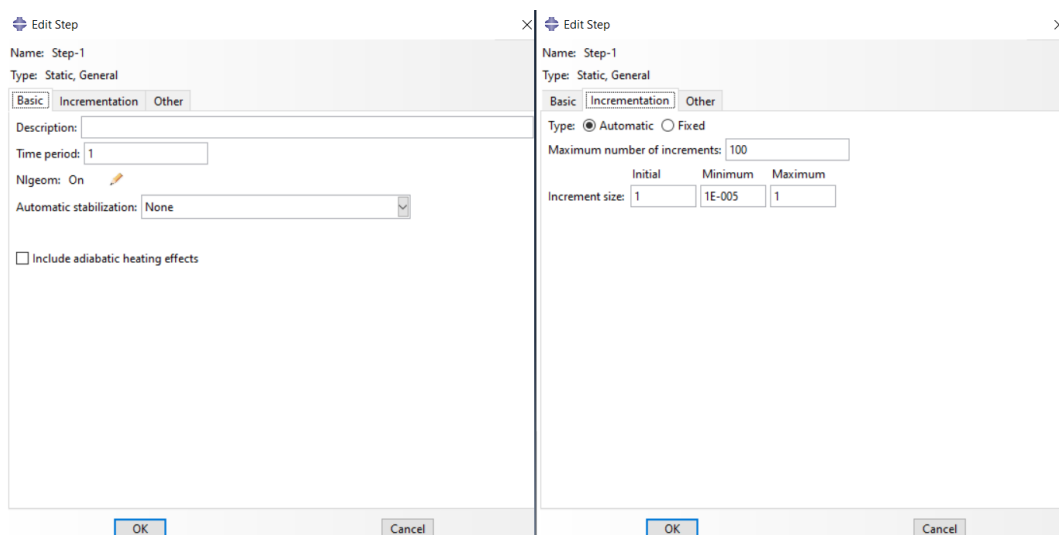 Edit Step
Name: Step-1
Type: Static, General
Basic Incrementation Other
Description:
Time period: 1
Nlgeom: On
Automatic stabilization: None
Include adiabatic heating effects
OK Cancel
Edit Step
Name: Step-1
Type: Static, General
Basic Incrementation Other
Type: Automatic Fixed
Maximum number of increments: 100
Initial Minimum Maximum
Increment size: 1 1E-005 1
OK Cancel